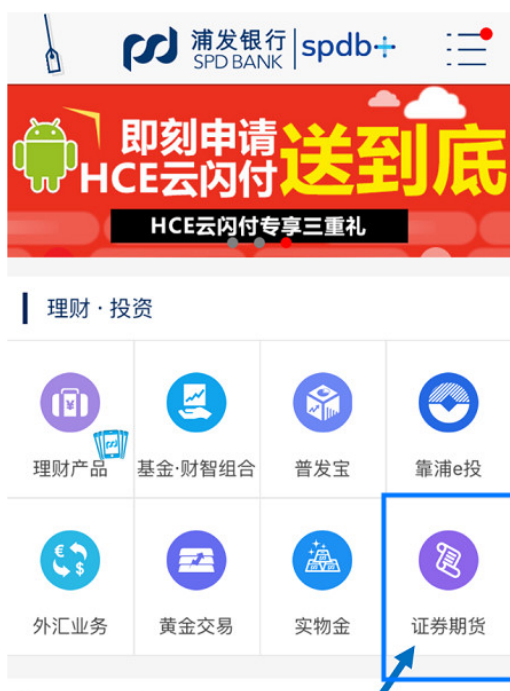 浦发银行 spdb+
SPD BANK
即刻申请
HCE云闪付 送到底
HCE云闪付专享三重礼
理财·投资
理财产品 基金·财智组合 普发宝 靠浦e投
外汇业务 黄金交易 实物金 证券期货